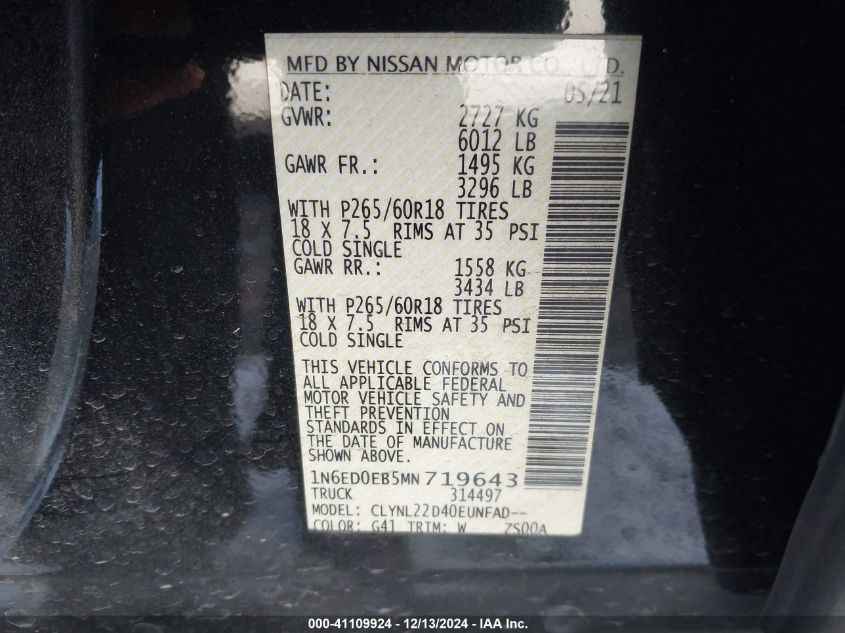 MFD BY NISSAN MOTOR CO., LTD.
DATE: 05/21
GVWR: 2727 KG
6012 LB
GAWR FR.: 1495 KG
3296 LB
WITH P265/60R18 TIRES
18 X 7.5 RIMS AT 35 PSI
COLD SINGLE
GAWR RR.: 1558 KG
3434 LB
WITH P265/60R18 TIRES
18 X 7.5 RIMS AT 35 PSI
COLD SINGLE
THIS VEHICLE CONFORMS TO
ALL APPLICABLE FEDERAL
MOTOR VEHICLE SAFETY AND
THEFT PREVENTION
STANDARDS IN EFFECT ON
THE DATE OF MANUFACTURE
SHOWN ABOVE.
1N6ED0EB5MN719643
TRUCK 314497
MODEL: CLYNL22D40EUNFAD--
COLOR: G41 TRIM: W ZS00A
000-41109924 - 12/13/2024 - IAA Inc.